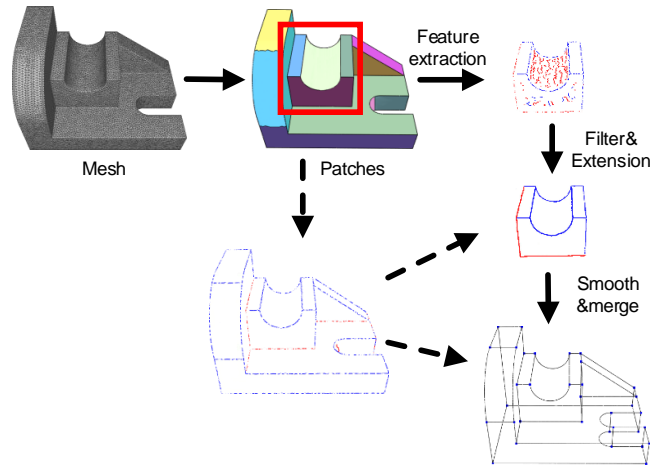 Feature
extraction
Mesh
Patches
Filter&
Extension
Smooth
&merge